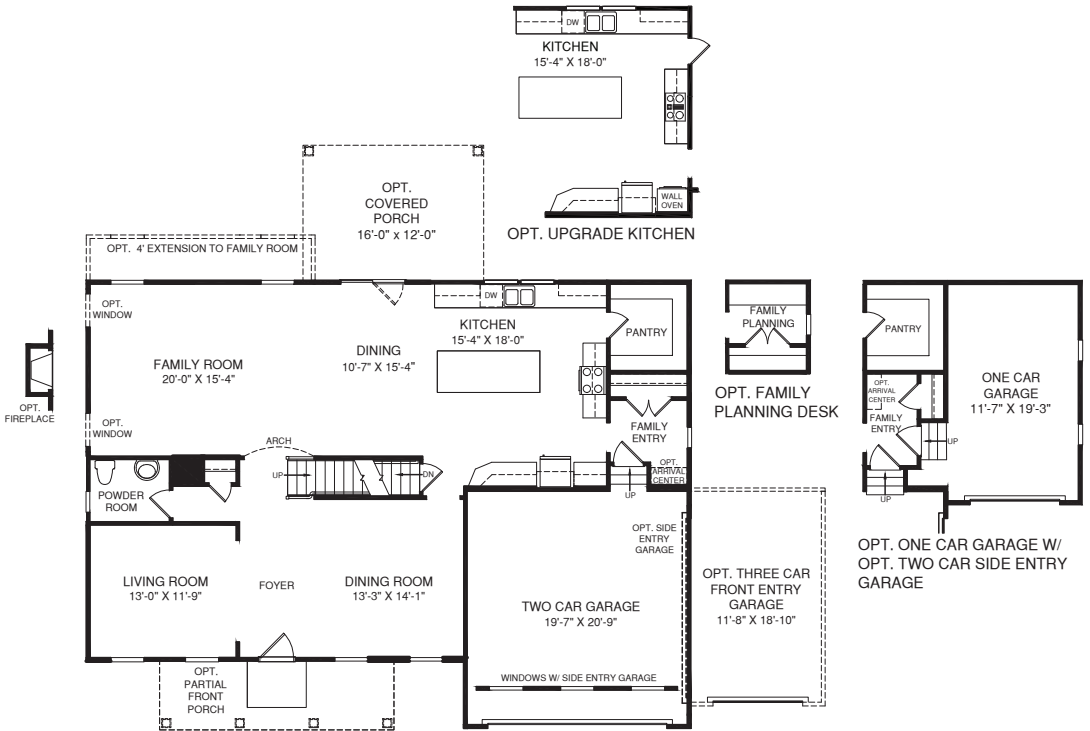 DW
KITCHEN
15'-4" X 18'-0"
WALL
OVEN
OPT. UPGRADE KITCHEN
OPT.
COVERED
PORCH
16'-0" x 12'-0"
OPT. 4' EXTENSION TO FAMILY ROOM
OPT.
WINDOW
FAMILY ROOM
20'-0" X 15'-4"
OPT.
WINDOW
OPT.
FIREPLACE
DINING
10'-7" X 15'-4"
DW
KITCHEN
15'-4" X 18'-0"
PANTRY
FAMILY
ENTRY
OPT.
ARRIVAL
CENTER
UP
ARCH
UP
DN
POWDER
ROOM
LIVING ROOM
13'-0" X 11'-9"
FOYER
DINING ROOM
13'-3" X 14'-1"
OPT.
PARTIAL
FRONT
PORCH
OPT. SIDE
ENTRY
GARAGE
TWO CAR GARAGE
19'-7" X 20'-9"
WINDOWS W/ SIDE ENTRY GARAGE
OPT. THREE CAR
FRONT ENTRY
GARAGE
11'-8" X 18'-10"
FAMILY
PLANNING
OPT. FAMILY
PLANNING DESK
PANTRY
OPT.
ARRIVAL
CENTER
FAMILY
ENTRY
UP
UP
ONE CAR
GARAGE
11'-7" X 19'-3"
OPT. ONE CAR GARAGE W/
OPT. TWO CAR SIDE ENTRY
GARAGE